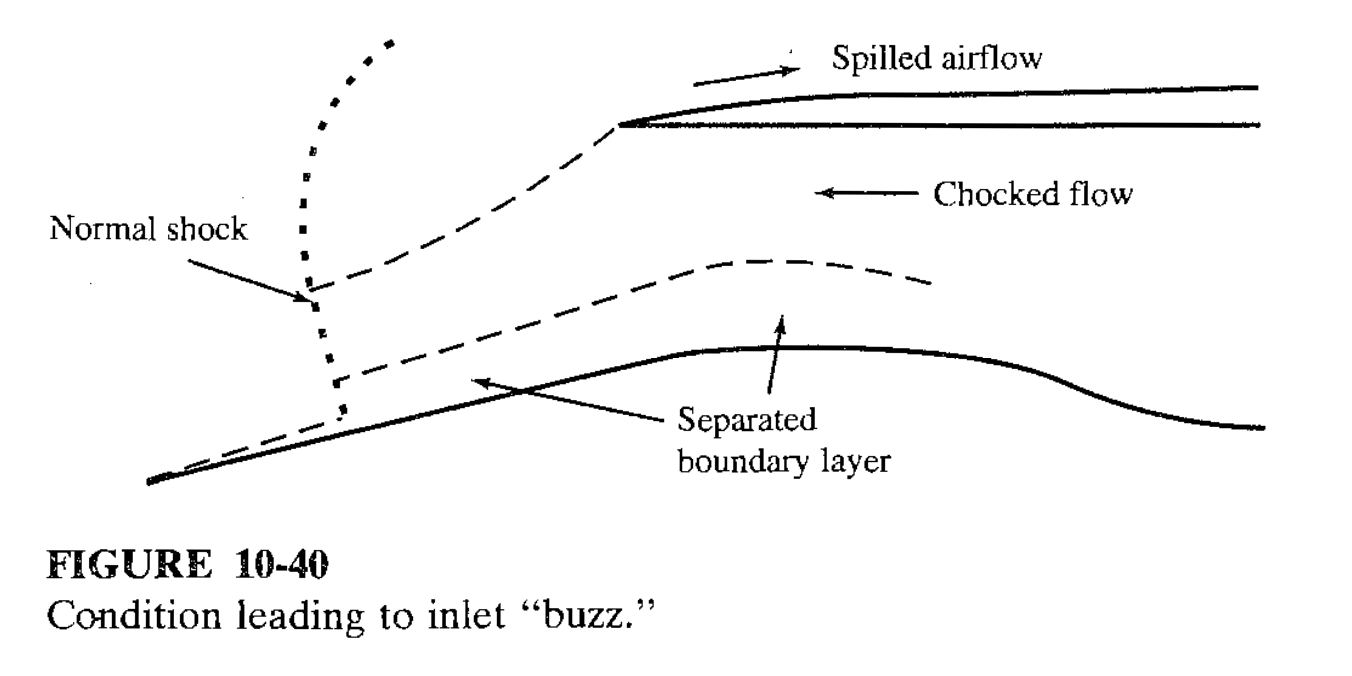 Spilled airflow
Chocked flow
Normal shock
Separated
boundary layer
FIGURE 10-40
Condition leading to inlet “buzz.”